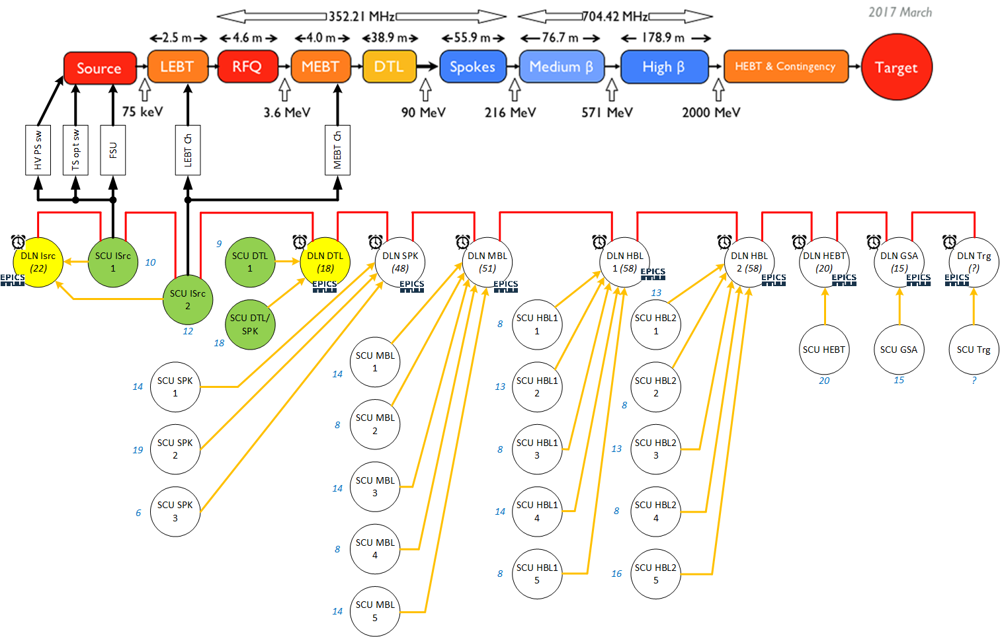 2017 March
352.21 MHz
704.42 MHz
2.5 m
4.6 m
4.0 m
38.9 m
55.9 m
76.7 m
178.9 m
Source
LEBT
RFQ
MEBT
DTL
Spokes
Medium β
High β
HEBT & Contingency
Target
75 keV
3.6 MeV
90 MeV
216 MeV
571 MeV
2000 MeV
HV PS sw
TS opt sw
FSU
LEBT Ch
MEBT Ch
DLN Isrc
(22)
EPICS
SCU ISrc
1
10
SCU ISrc
2
12
9
SCU DTL
1
18
SCU DTL/
SPK
DLN DTL
(18)
EPICS
DLN SPK
(48)
EPICS
14
SCU SPK
1
19
SCU SPK
2
6
SCU SPK
3
DLN MBL
(51)
EPICS
14
SCU MBL
1
8
SCU MBL
2
14
SCU MBL
3
8
SCU MBL
4
14
SCU MBL
5
DLN HBL
1 (58)
EPICS
8
SCU HBL1
1
13
SCU HBL1
2
8
SCU HBL1
3
14
SCU HBL1
4
8
SCU HBL1
5
DLN HBL
2 (58)
EPICS
13
SCU HBL2
1
8
SCU HBL2
2
13
SCU HBL2
3
8
SCU HBL2
4
16
SCU HBL2
5
DLN HEBT
(20)
EPICS
SCU HEBT
20
DLN GSA
(15)
EPICS
SCU GSA
15
DLN Trg
(?)
EPICS
SCU Trg
?